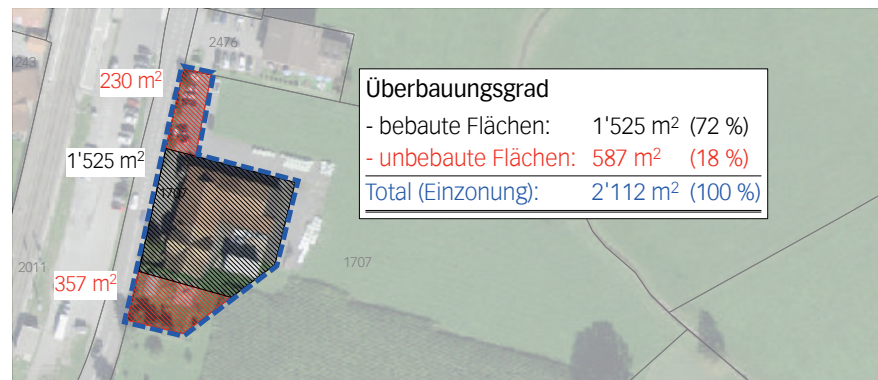 2476
1243
230 m²
Überbauungsgrad
- bebaute Flächen: 1'525 m² (72 %)
- unbebaute Flächen: 587 m² (18 %)
Total (Einzonung): 2'112 m² (100 %)
1'525 m²
1707
2011
1707
357 m²